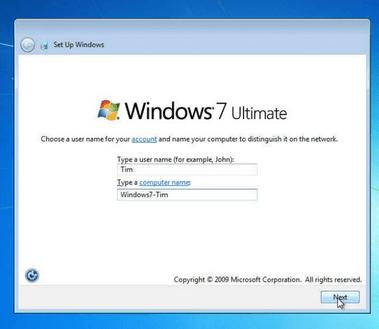 Set Up Windows
Windows 7 Ultimate
Choose a user name for your account and name your computer to distinguish it on the network.
Type a user name (for example, John):
Tim
Type a computer name:
Windows7-Tim
Copyright © 2009 Microsoft Corporation. All rights reserved.
Next